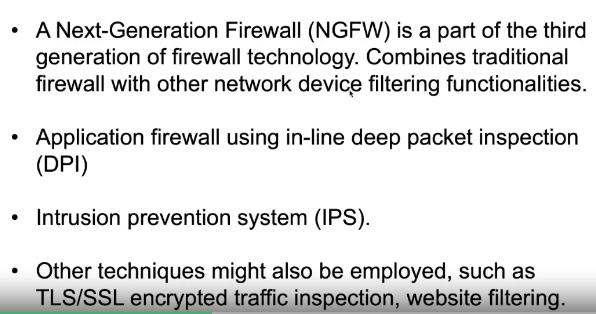 • A Next-Generation Firewall (NGFW) is a part of the third
generation of firewall technology. Combines traditional
firewall with other network device filtering functionalities.
• Application firewall using in-line deep packet inspection
(DPI)
• Intrusion prevention system (IPS).
• Other techniques might also be employed, such as
TLS/SSL encrypted traffic inspection, website filtering.